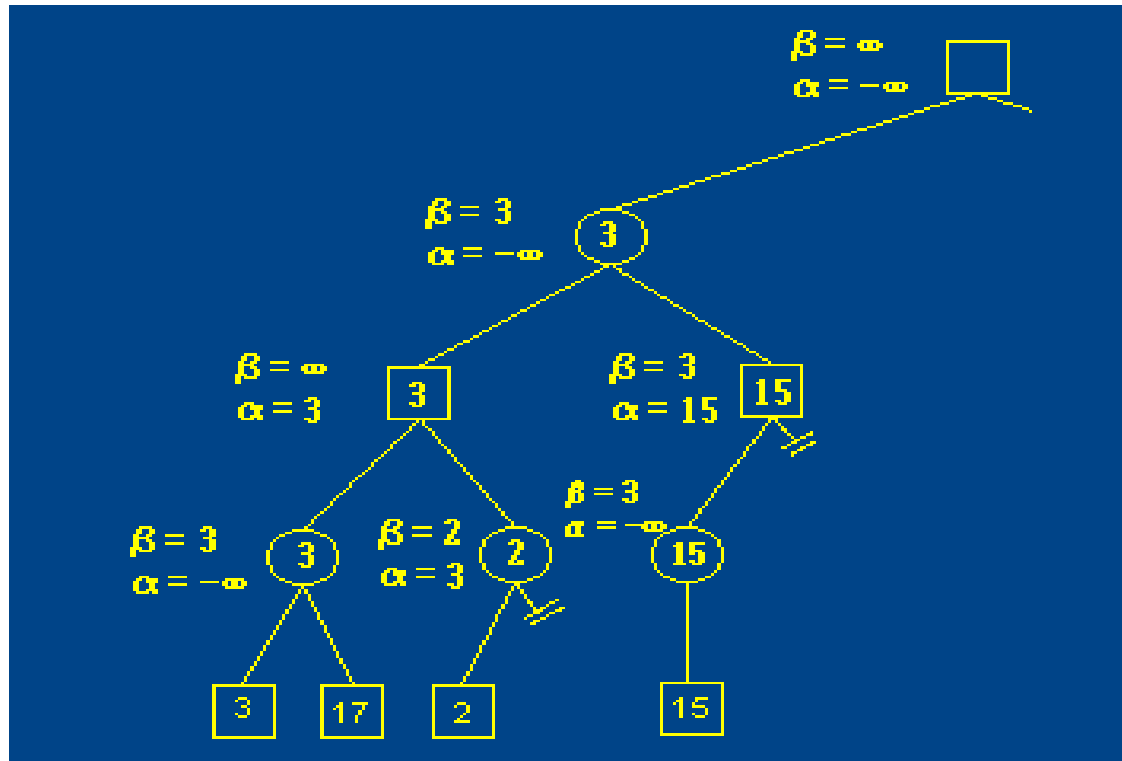 β = ∞
α = −∞
β = 3
α = −∞
3
β = ∞
α = 3
3
β = 3
α = 15
15
β = 3
α = −∞
3
β = 2
α = 3
2
β = 3
α = −∞
15
3
17
2
15